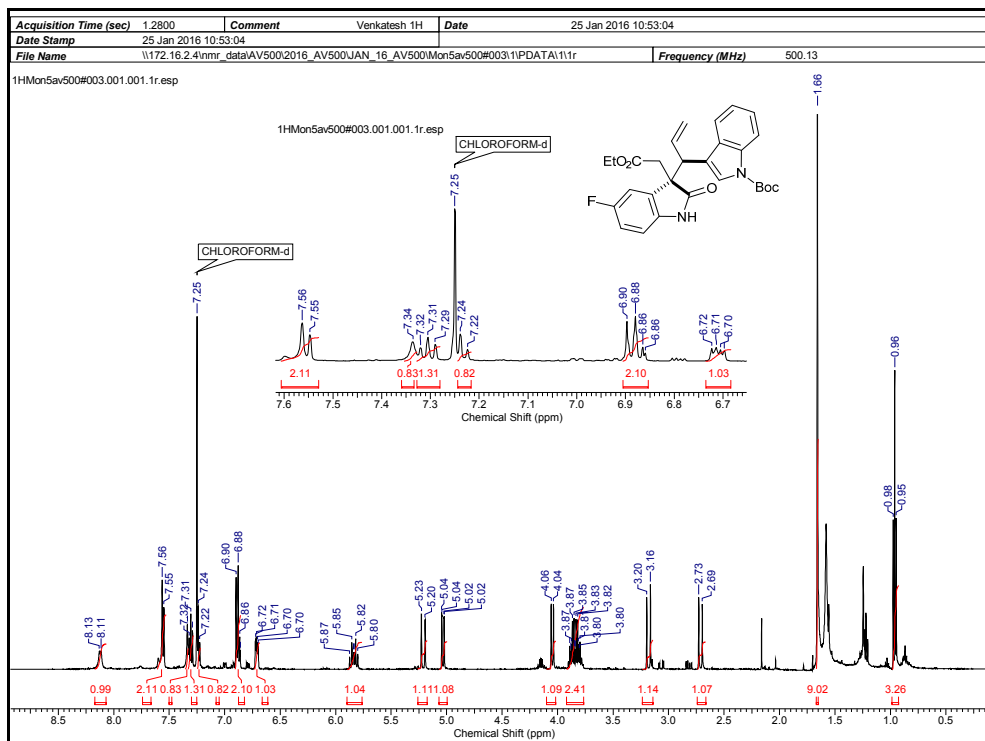 Acquisition Time (sec) 1.2800 Comment Venkatesh 1H Date 25 Jan 2016 10:53:04
Date Stamp 25 Jan 2016 10:53:04
File Name \\172.16.2.4\nmr_data\AV500\2016_AV500\JAN_16_AV500\Mon5av500#003\1\PDATA\1\1r Frequency (MHz) 500.13
1HMon5av500#003.001.001.1r.esp
1.66
1HMon5av500#003.001.001.1r.esp
CHLOROFORM-d
7.25
EtO2C
N
Boc
O
F
NH
CHLOROFORM-d
7.25
7.56 7.55 7.34 7.32 7.31 7.29 7.24 7.22 6.90 6.88 6.86 6.86 6.72 6.71 6.70
2.11 0.83 1.31 0.82 2.10 1.03
7.6 7.5 7.4 7.3 7.2 7.1 7.0 6.9 6.8 6.7
Chemical Shift (ppm)
0.96
0.98 0.95
8.13 8.11 7.56 7.55 7.32 7.31 7.24 7.22 6.90 6.88 6.86 6.72 6.71 6.70 6.70 5.87 5.85 5.82 5.80 5.23 5.20 5.04 5.04 5.02 5.02 4.06 4.04 3.87 3.87 3.85 3.83 3.82 3.80 3.80 3.20 3.16 2.73 2.69
0.99 2.11 0.83 1.31 0.82 2.10 1.03 1.04 1.11 1.08 1.09 2.41 1.14 1.07 9.02 3.26
8.5 8.0 7.5 7.0 6.5 6.0 5.5 5.0 4.5 4.0 3.5 3.0 2.5 2.0 1.5 1.0 0.5
Chemical Shift (ppm)